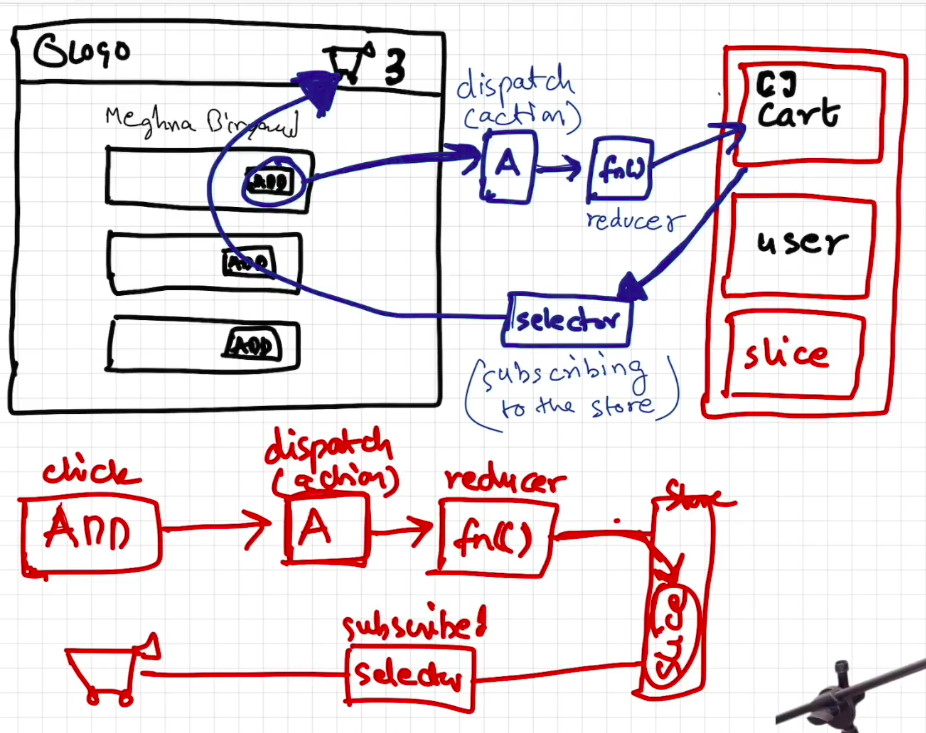 Logo
3
Meghna Biryani
ADD
ADD
ADD
dispatch
(action)
A
fn()
reducer
selector
(subscribing
to the store)
[]
cart
user
slice
click
ADD
dispatch
(action)
A
reducer
fn()
Store
slice
subscribed
selector